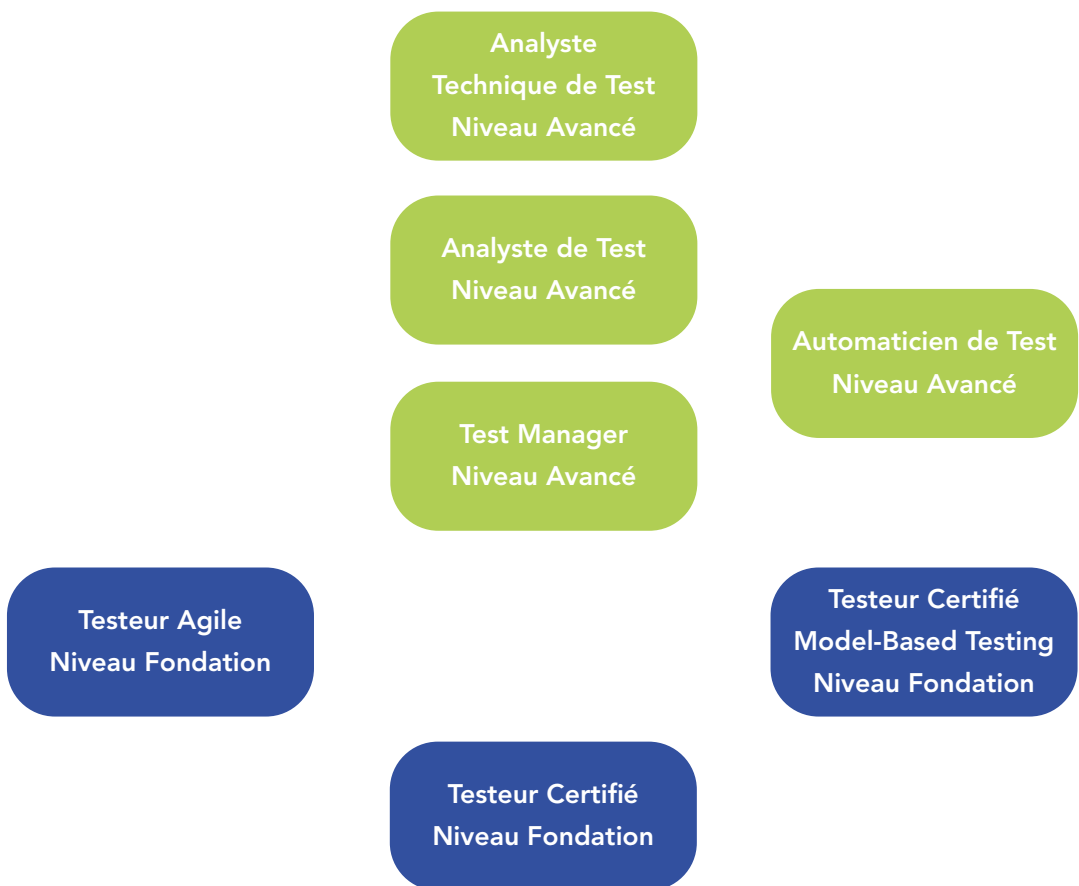 Analyste
Technique de Test
Niveau Avancé
Analyste de Test
Niveau Avancé
Automaticien de Test
Niveau Avancé
Test Manager
Niveau Avancé
Testeur Agile
Niveau Fondation
Testeur Certifié
Model-Based Testing
Niveau Fondation
Testeur Certifié
Niveau Fondation